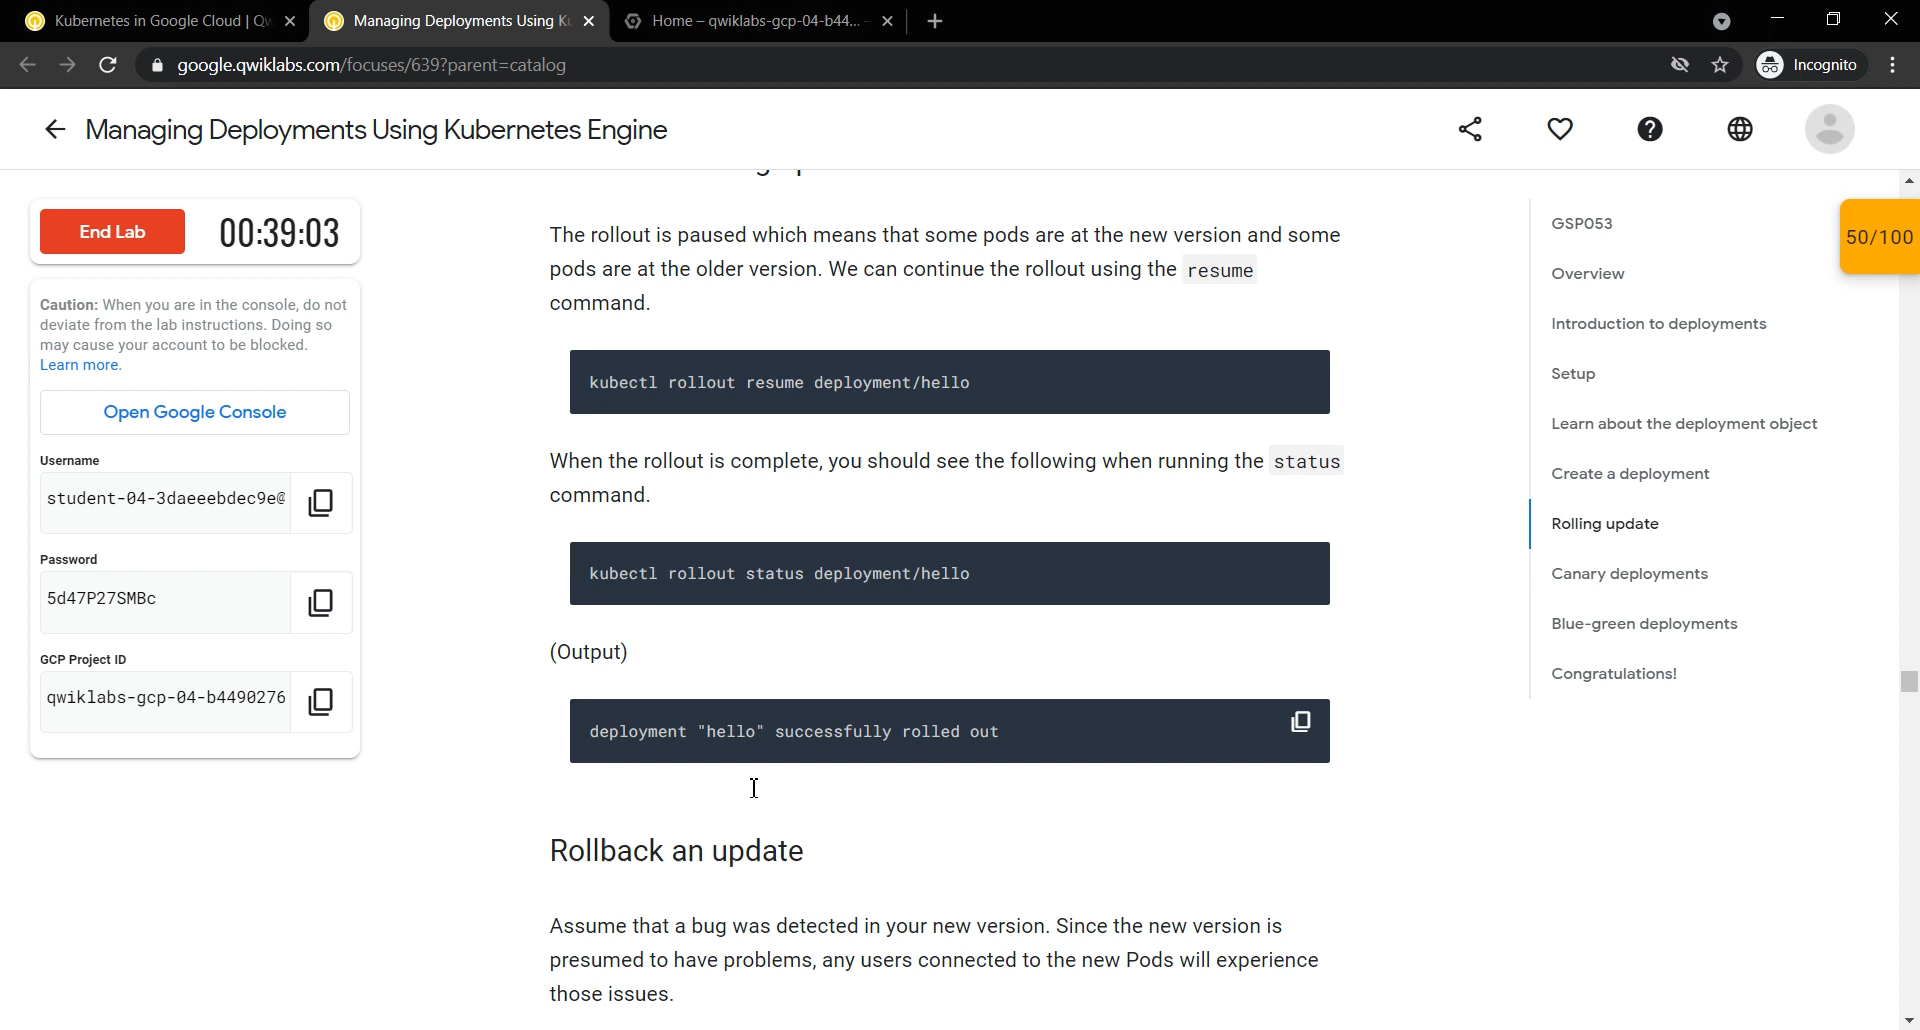 Kubernetes in Google Cloud | Qw
Managing Deployments Using Ku
Home – qwiklabs-gcp-04-b44...
google.qwiklabs.com/focuses/639?parent=catalog
Incognito
Managing Deployments Using Kubernetes Engine
End Lab
00:39:03
Caution: When you are in the console, do not
deviate from the lab instructions. Doing so
may cause your account to be blocked.
Learn more.
Open Google Console
Username
student-04-3daeeebdec9e@
Password
5d47P27SMBc
GCP Project ID
qwiklabs-gcp-04-b4490276
The rollout is paused which means that some pods are at the new version and some
pods are at the older version. We can continue the rollout using the resume
command.
kubectl rollout resume deployment/hello
When the rollout is complete, you should see the following when running the status
command.
kubectl rollout status deployment/hello
(Output)
deployment "hello" successfully rolled out
Rollback an update
Assume that a bug was detected in your new version. Since the new version is
presumed to have problems, any users connected to the new Pods will experience
those issues.
GSP053
Overview
Introduction to deployments
Setup
Learn about the deployment object
Create a deployment
Rolling update
Canary deployments
Blue-green deployments
Congratulations!
50/100